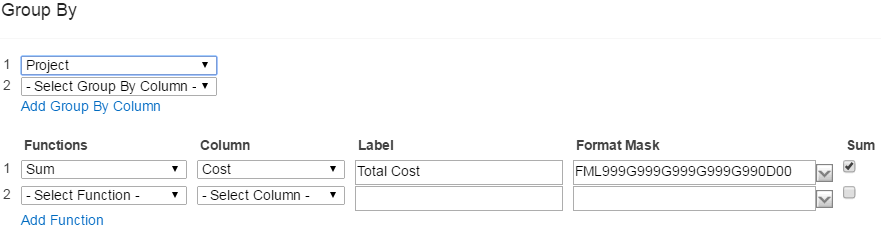 Group By
1 Project
2 - Select Group By Column -
Add Group By Column
Functions Column Label Format Mask Sum
1 Sum Cost Total Cost FML999G999G999G999G990D00
2 - Select Function - - Select Column -
Add Function